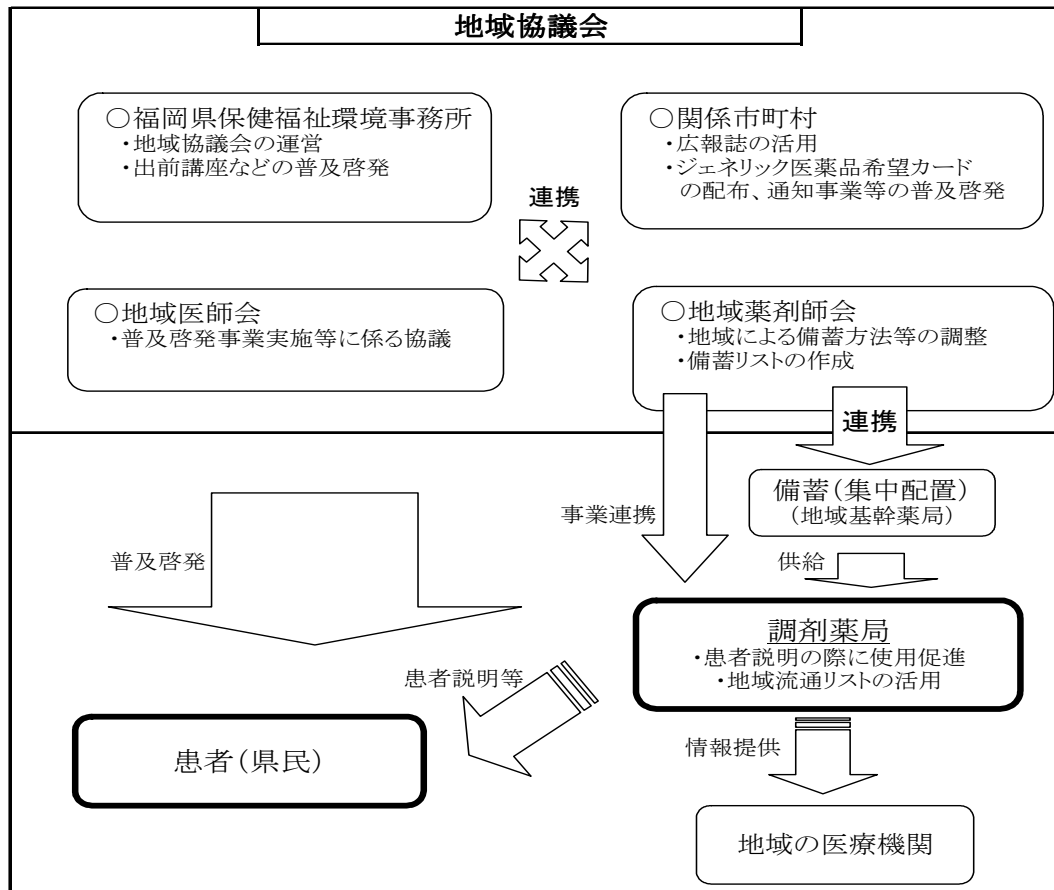 地域協議会
○福岡県保健福祉環境事務所
・地域協議会の運営
・出前講座などの普及啓発
○関係市町村
・広報誌の活用
・ジェネリック医薬品希望カード
の配布、通知事業等の普及啓発
連携
○地域医師会
・普及啓発事業実施等に係る協議
○地域薬剤師会
・地域による備蓄方法等の調整
・備蓄リストの作成
連携
備蓄（集中配置）
（地域基幹薬局）
事業連携
普及啓発
供給
調剤薬局
・患者説明の際に使用促進
・地域流通リストの活用
患者説明等
患者（県民）
情報提供
地域の医療機関